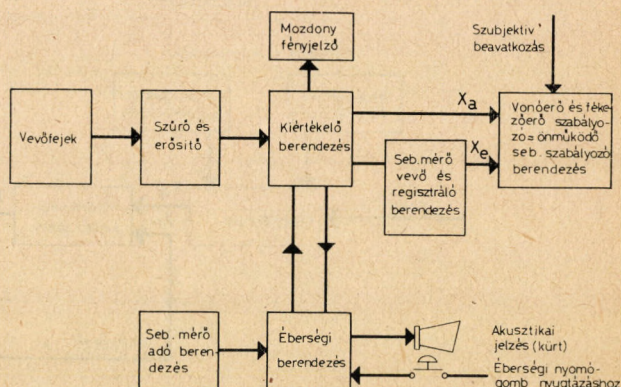 Mozdony
fényjelző
Szubjektiv
beavatkozás
Vevőfejek
Szűrő és
erősitő
Kiértékelő
berendezés
Xa
Xe
Vonóerő és féke-
zőerő szabályo-
zó = önműködő
seb. szabályozó
berendezés
Seb. mérő
vevő és
regisztráló
berendezés
Seb. mérő
adó beren-
dezés
Éberségi
berendezés
Akusztikai
jelzés (kürt)
Éberségi nyomó-
gomb nyugtázáshoz